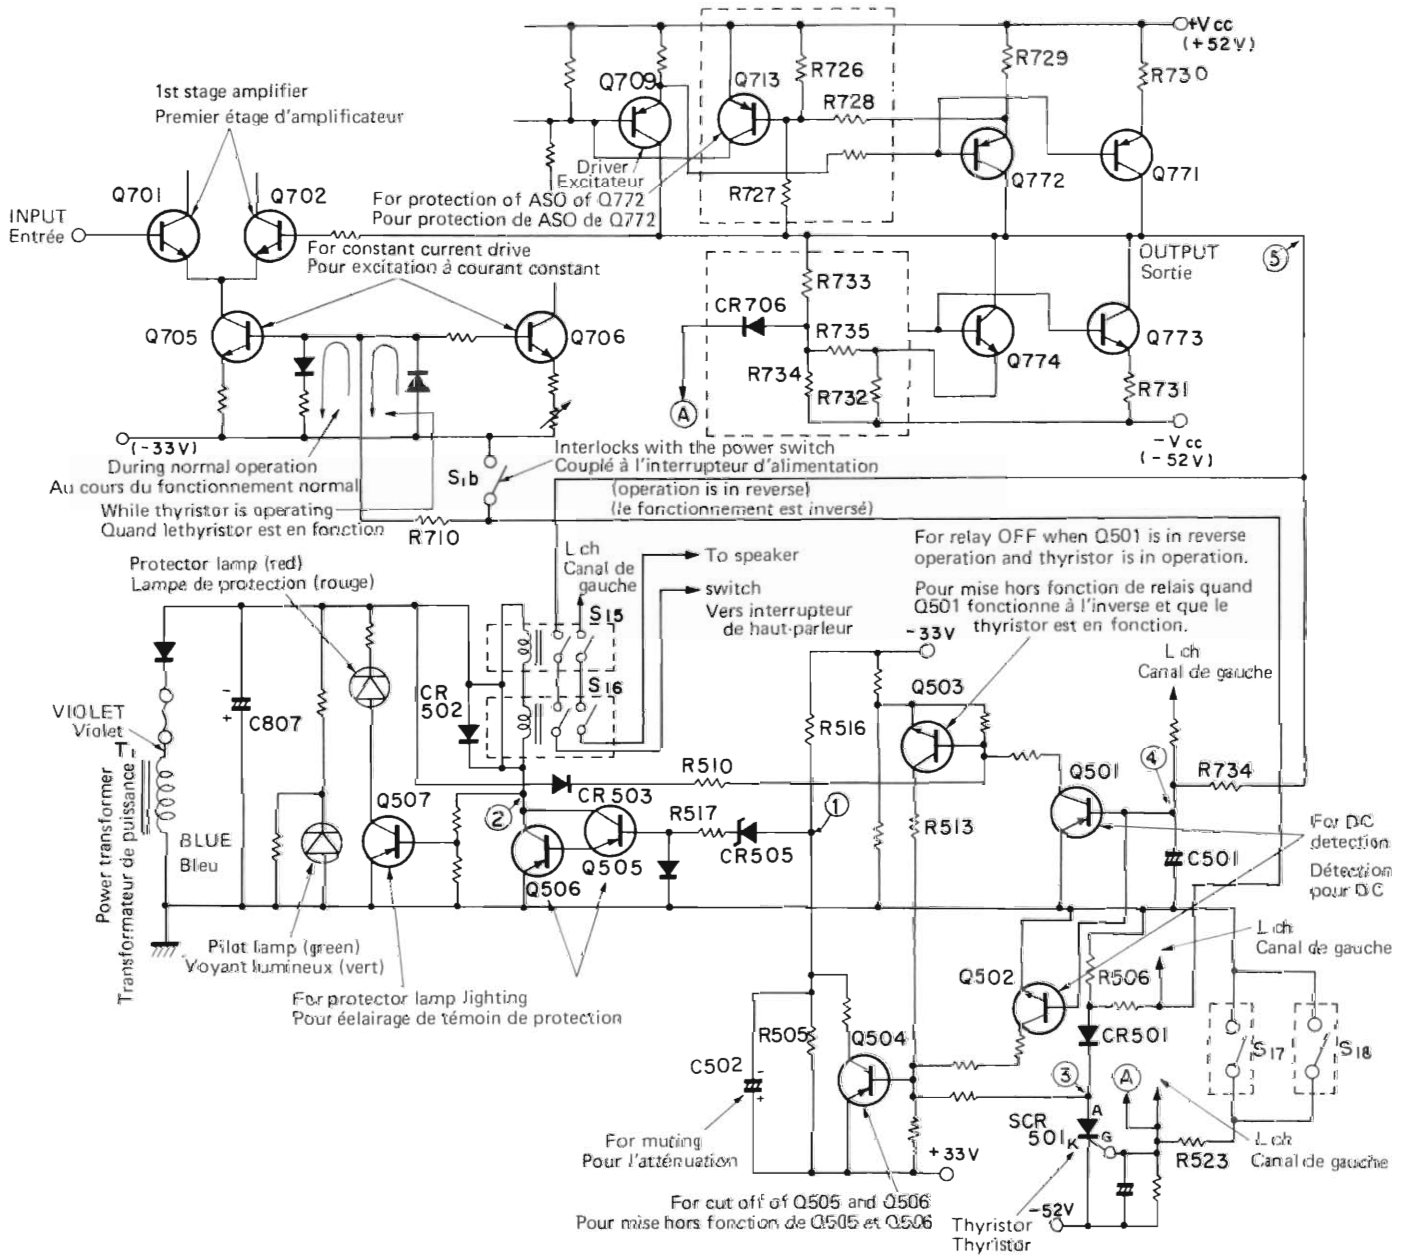 +Vcc
(+52V)
R729
R730
Q709
Q713
R726
R728
1st stage amplifier
Premier étage d'amplificateur
Driver
Excitateur
Q772
Q771
R727
For protection of ASO of Q772
Pour protection de ASO de Q772
Q701
Q702
INPUT
Entrée
For constant current drive
Pour excitation à courant constant
OUTPUT
Sortie
5
R733
CR706
R735
Q705
Q706
Q774
Q773
R734
R732
R731
A
-Vcc
(-52V)
(-33V)
During normal operation
Au cours du fonctionnement normal
While thyristor is operating
Quand lethyristor est en fonction
S1b
Interlocks with the power switch
Couplé à l'interrupteur d'alimentation
(operation is in reverse)
(le fonctionnement est inversé)
R710
For relay OFF when Q501 is in reverse
operation and thyristor is in operation.
Pour mise hors fonction de relais quand
Q501 fonctionne à l'inverse et que le
thyristor est en fonction.
Protector lamp (red)
Lampe de protection (rouge)
L ch
Canal de
gauche
To speaker
switch
Vers interrupteur
de haut-parleur
S15
S16
-33V
L ch
Canal de gauche
Q503
VIOLET
Violet
T1
- + C807
CR
502
R516
R510
Q501
4
R734
Power transformer
Transformateur de puissance
BLUE
Bleu
Q507
2
CR503
R517
1
CR505
R513
C501
For DC
detection
Détection
pour DC
Q506
Q505
Pilot lamp (green)
Voyant lumineux (vert)
For protector lamp lighting
Pour éelairage de témoin de protection
L ch
Canal de gauche
Q502
R506
CR501
R505
Q504
C502
-
+
3
A
S17
S18
SCR
501
A
K
G
For muting
Pour l'atténuation
+33V
R523
L ch
Canal de gauche
For cut off of Q505 and Q506
Pour mise hors fonction de Q505 et Q506
-52V
Thyristor
Thyristor